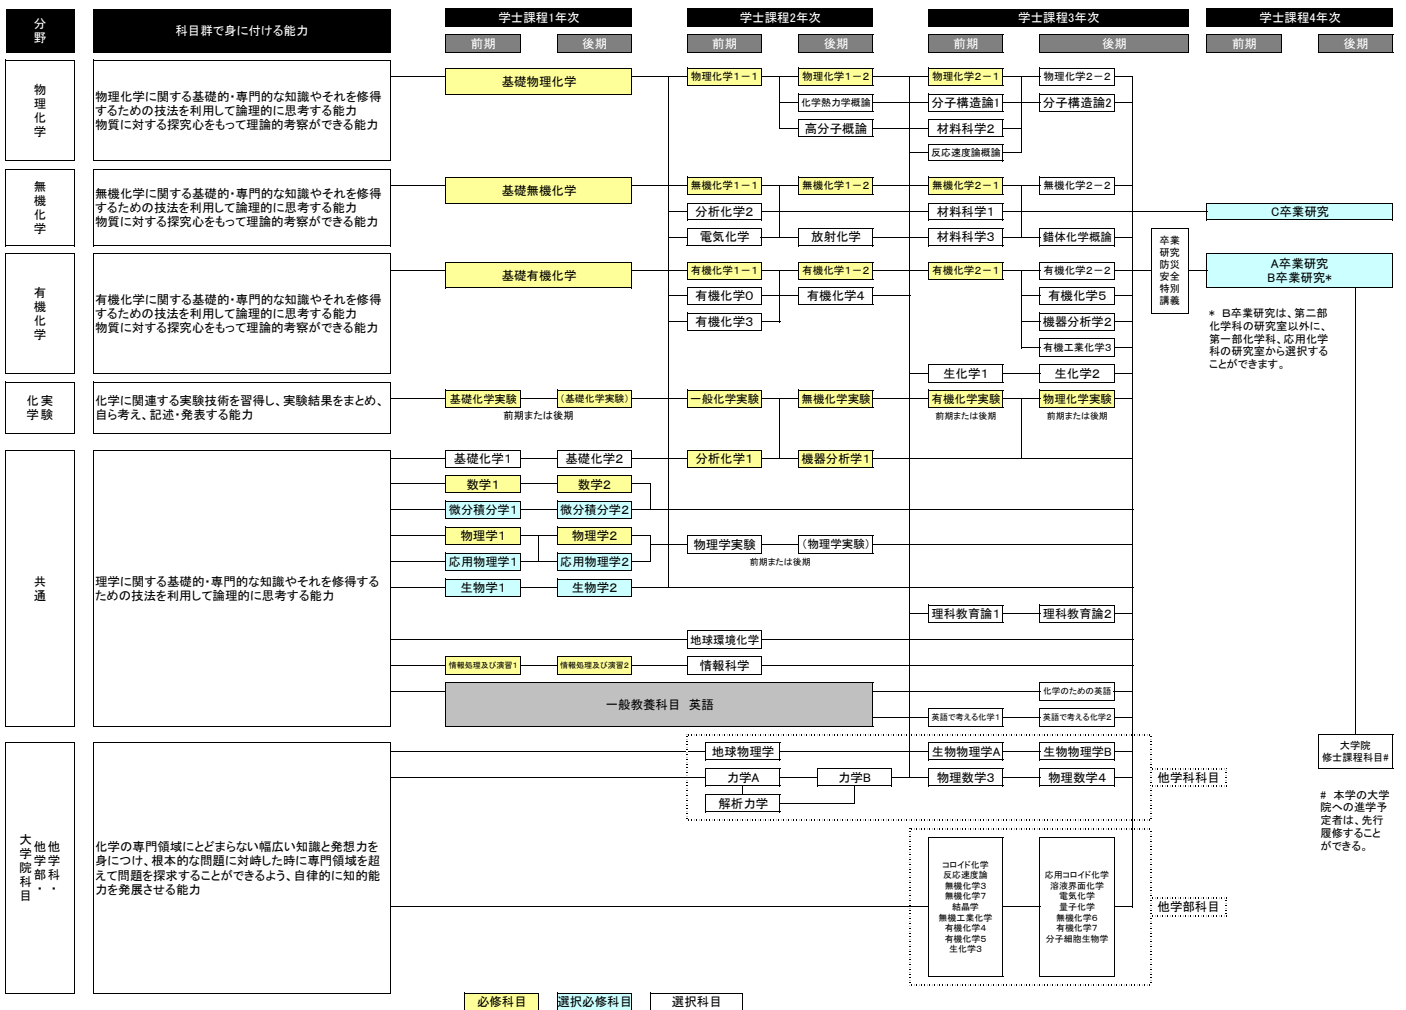 分野
科目群で身に付ける能力
学士課程1年次
学士課程2年次
学士課程3年次
学士課程4年次
前期
後期
前期
後期
前期
後期
前期
後期
物理化学
物理化学に関する基礎的・専門的な知識やそれを修得
するための技法を利用して論理的に思考する能力
物質に対する探究心をもって理論的考察ができる能力
基礎物理化学
物理化学1－1
物理化学1－2
物理化学2－1
物理化学2－2
化学熱力学概論
分子構造論1
分子構造論2
高分子概論
材料科学2
反応速度論概論
無機化学
無機化学に関する基礎的・専門的な知識やそれを修得
するための技法を利用して論理的に思考する能力
物質に対する探究心をもって理論的考察ができる能力
基礎無機化学
無機化学1－1
無機化学1－2
無機化学2－1
無機化学2－2
分析化学2
材料科学1
C卒業研究
電気化学
放射化学
材料科学3
錯体化学概論
卒業
研究
防災
安全
特別
講義
有機化学
有機化学に関する基礎的・専門的な知識やそれを修得
するための技法を利用して論理的に思考する能力
物質に対する探究心をもって理論的考察ができる能力
基礎有機化学
有機化学1－1
有機化学1－2
有機化学2－1
有機化学2－2
A卒業研究
B卒業研究*
有機化学0
有機化学4
有機化学5
有機化学3
機器分析学2
有機工業化学3
* B卒業研究は、第二部
化学科の研究室以外に、
第一部化学科、応用化学
科の研究室から選択する
ことができます。
生化学1
生化学2
化学実験
化学に関連する実験技術を習得し、実験結果をまとめ、
自ら考え、記述・発表する能力
基礎化学実験
（基礎化学実験）
一般化学実験
無機化学実験
有機化学実験
物理化学実験
前期または後期
前期または後期
前期または後期
共通
理学に関する基礎的・専門的な知識やそれを修得する
ための技法を利用して論理的に思考する能力
基礎化学1
基礎化学2
分析化学1
機器分析学1
数学1
数学2
微分積分学1
微分積分学2
物理学1
物理学2
物理学実験
（物理学実験）
前期または後期
応用物理学1
応用物理学2
生物学1
生物学2
理科教育論1
理科教育論2
地球環境化学
情報処理及び演習1
情報処理及び演習2
情報科学
一般教養科目　英語
化学のための英語
英語で考える化学1
英語で考える化学2
他学科・
他学部・
大学院科目
化学の専門領域にとどまらない幅広い知識と発想力を
身につけ、根本的な問題に対峙した時に専門領域を超
えて問題を探求することができるよう、自律的に知的能
力を発展させる能力
地球物理学
生物物理学A
生物物理学B
力学A
力学B
物理数学3
物理数学4
他学科科目
解析力学
大学院
修士課程科目#
# 本学の大学
院への進学予
定者は、先行
履修すること
ができる。
コロイド化学
反応速度論
無機化学3
無機化学7
結晶学
無機工業化学
有機化学4
有機化学5
生化学3
応用コロイド化学
溶液界面化学
電気化学
量子化学
無機化学6
有機化学7
分子細胞生物学
他学部科目
必修科目
選択必修科目
選択科目